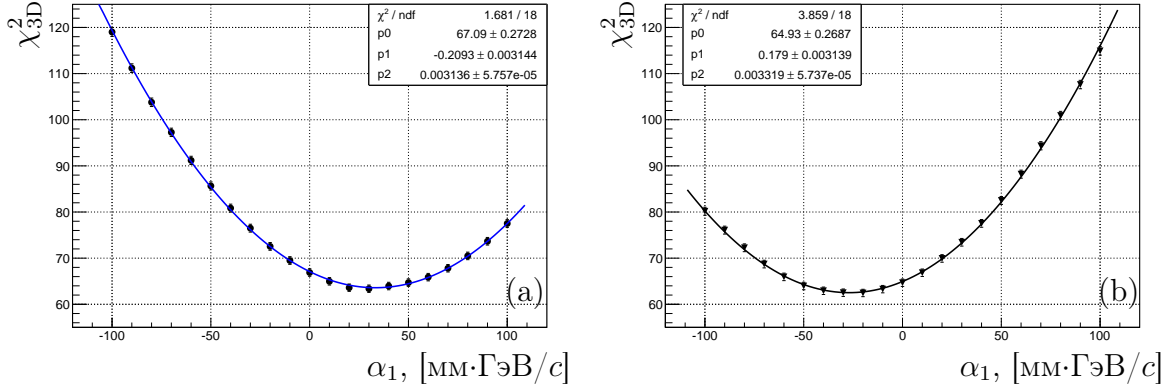 χ²3D
χ² / ndf 1.681 / 18
p0 67.09 ± 0.2728
p1 -0.2093 ± 0.003144
p2 0.003136 ± 5.757e-05
120
110
100
90
80
70
60
-100 -50 0 50 100
(a)
α₁, [мм·ГэВ/c]
χ²3D
χ² / ndf 3.859 / 18
p0 64.93 ± 0.2687
p1 0.179 ± 0.003139
p2 0.003319 ± 5.737e-05
120
110
100
90
80
70
60
-100 -50 0 50 100
(b)
α₁, [мм·ГэВ/c]